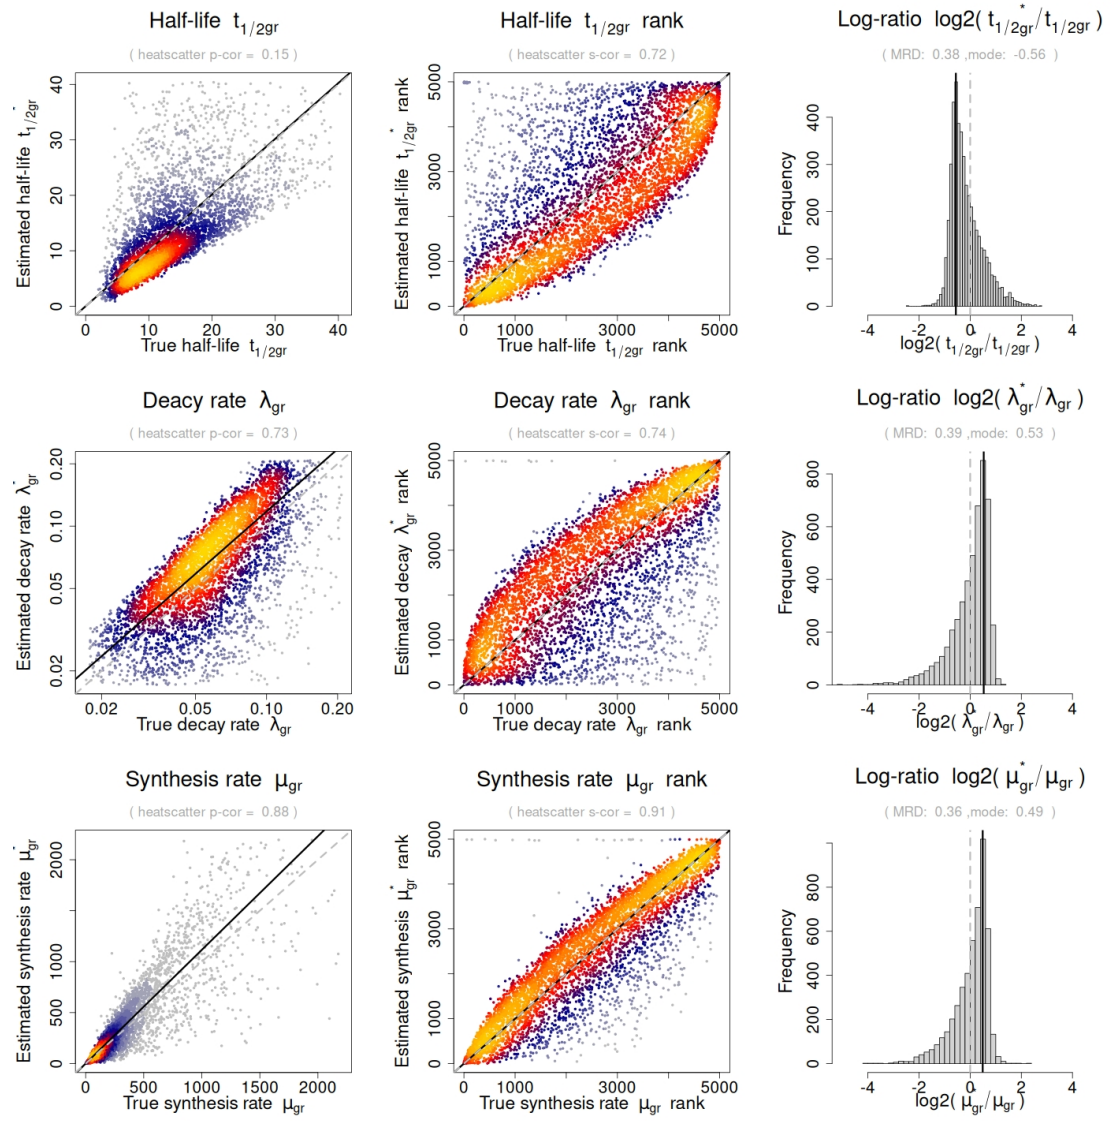 Half-life t1/2gr
( heatscatter p-cor = 0.15 )
Estimated half-life t*1/2gr
0 10 20 30 40
0 10 20 30 40
True half-life t1/2gr
Half-life t1/2gr rank
( heatscatter s-cor = 0.72 )
Estimated half-life t*1/2gr rank
0 1000 3000 5000
0 1000 3000 5000
True half-life t1/2gr rank
Log-ratio log2( t*1/2gr/t1/2gr )
( MRD: 0.38 ,mode: -0.56 )
Frequency
0 100 200 300 400
-4 -2 0 2 4
log2( t*1/2gr/t1/2gr )
Deacy rate λgr
( heatscatter p-cor = 0.73 )
Estimated decay rate λ*gr
0.02 0.05 0.10 0.20
0.02 0.05 0.10 0.20
True decay rate λgr
Decay rate λgr rank
( heatscatter s-cor = 0.74 )
Estimated decay λ*gr rank
0 1000 3000 5000
0 1000 3000 5000
True decay rate λgr rank
Log-ratio log2( λ*gr/λgr )
( MRD: 0.39 ,mode: 0.53 )
Frequency
0 200 400 600 800
-4 -2 0 2 4
log2( λ*gr/λgr )
Synthesis rate μgr
( heatscatter p-cor = 0.88 )
Estimated synthesis rate μ*gr
0 500 1000 2000
0 500 1000 1500 2000
True synthesis rate μgr
Synthesis rate μgr rank
( heatscatter s-cor = 0.91 )
Estimated synthesis μ*gr rank
0 1000 3000 5000
0 1000 3000 5000
True synthesis rate μgr rank
Log-ratio log2( μ*gr/μgr )
( MRD: 0.36 ,mode: 0.49 )
Frequency
0 200 400 600 800
-4 -2 0 2 4
log2( μ*gr/μgr )